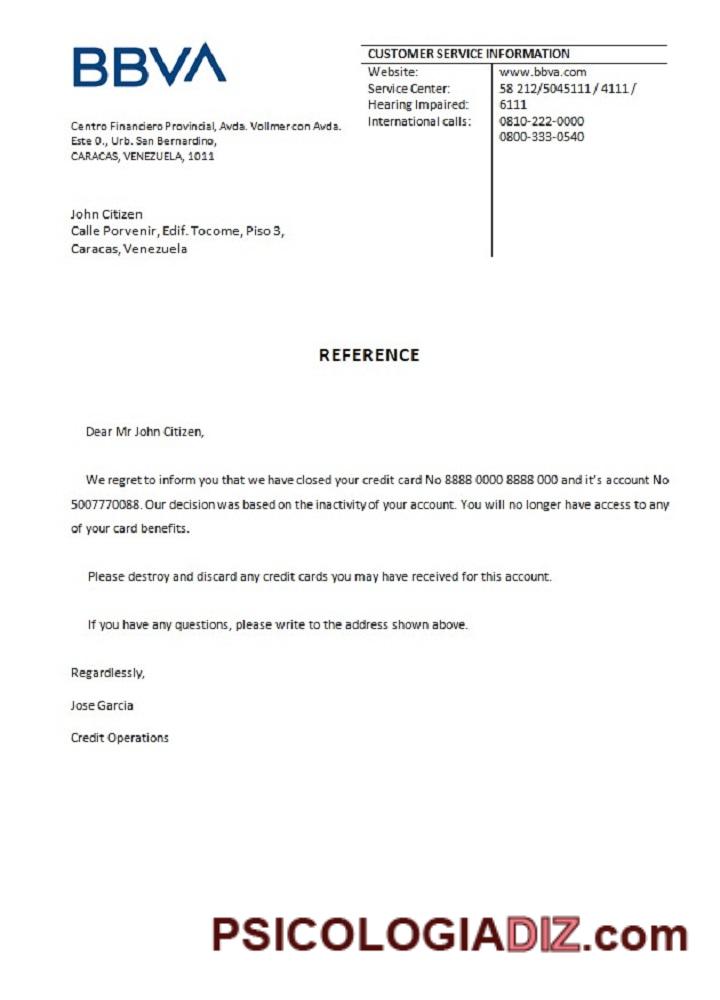 BBVA
CUSTOMER SERVICE INFORMATION
Website: www.bbva.com
Service Center: 58 212/5045111 / 4111 /
Hearing Impaired: 6111
International calls: 0810-222-0000
0800-333-0540
Centro Financiero Provincial, Avda. Vollmer con Avda.
Este 0., Urb. San Bernardino,
CARACAS, VENEZUELA, 1011
John Citizen
Calle Porvenir, Edif. Tocome, Piso 3,
Caracas, Venezuela
REFERENCE
Dear Mr John Citizen,
We regret to inform you that we have closed your credit card No 8888 0000 8888 000 and it's account No
5007770088. Our decision was based on the inactivity of your account. You will no longer have access to any
of your card benefits.
Please destroy and discard any credit cards you may have received for this account.
If you have any questions, please write to the address shown above.
Regardlessly,
Jose Garcia
Credit Operations
PSICOLOGIADIZ.com